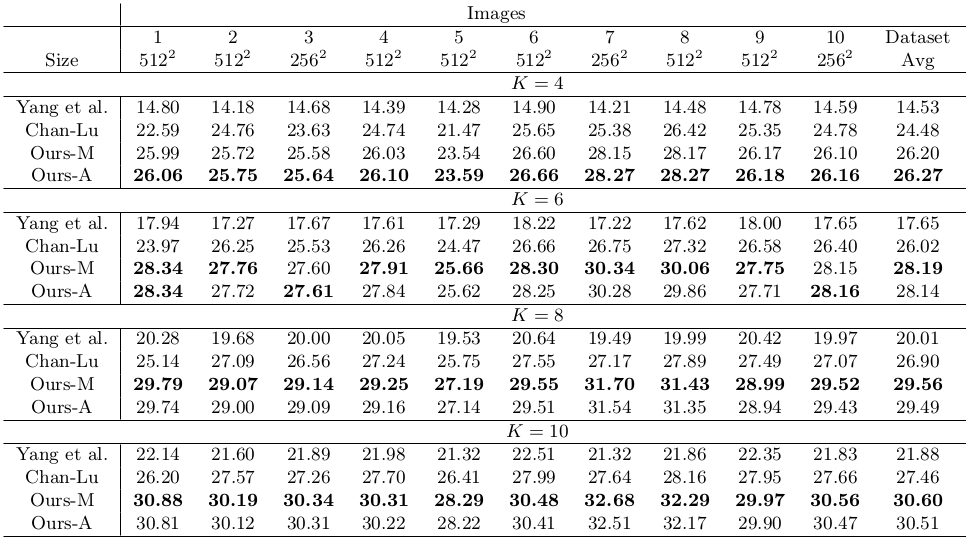 Images
1 2 3 4 5 6 7 8 9 10 Dataset
Size 512² 512² 256² 512² 512² 512² 256² 512² 512² 256² Avg
K = 4
Yang et al. 14.80 14.18 14.68 14.39 14.28 14.90 14.21 14.48 14.78 14.59 14.53
Chan-Lu 22.59 24.76 23.63 24.74 21.47 25.65 25.38 26.42 25.35 24.78 24.48
Ours-M 25.99 25.72 25.58 26.03 23.54 26.60 28.15 28.17 26.17 26.10 26.20
Ours-A 26.06 25.75 25.64 26.10 23.59 26.66 28.27 28.27 26.18 26.16 26.27
K = 6
Yang et al. 17.94 17.27 17.67 17.61 17.29 18.22 17.22 17.62 18.00 17.65 17.65
Chan-Lu 23.97 26.25 25.53 26.26 24.47 26.66 26.75 27.32 26.58 26.40 26.02
Ours-M 28.34 27.76 27.60 27.91 25.66 28.30 30.34 30.06 27.75 28.15 28.19
Ours-A 28.34 27.72 27.61 27.84 25.62 28.25 30.28 29.86 27.71 28.16 28.14
K = 8
Yang et al. 20.28 19.68 20.00 20.05 19.53 20.64 19.49 19.99 20.42 19.97 20.01
Chan-Lu 25.14 27.09 26.56 27.24 25.75 27.55 27.17 27.89 27.49 27.07 26.90
Ours-M 29.79 29.07 29.14 29.25 27.19 29.55 31.70 31.43 28.99 29.52 29.56
Ours-A 29.74 29.00 29.09 29.16 27.14 29.51 31.54 31.35 28.94 29.43 29.49
K = 10
Yang et al. 22.14 21.60 21.89 21.98 21.32 22.51 21.32 21.86 22.35 21.83 21.88
Chan-Lu 26.20 27.57 27.26 27.70 26.41 27.99 27.64 28.16 27.95 27.66 27.46
Ours-M 30.88 30.19 30.34 30.31 28.29 30.48 32.68 32.29 29.97 30.56 30.60
Ours-A 30.81 30.12 30.31 30.22 28.22 30.41 32.51 32.17 29.90 30.47 30.51